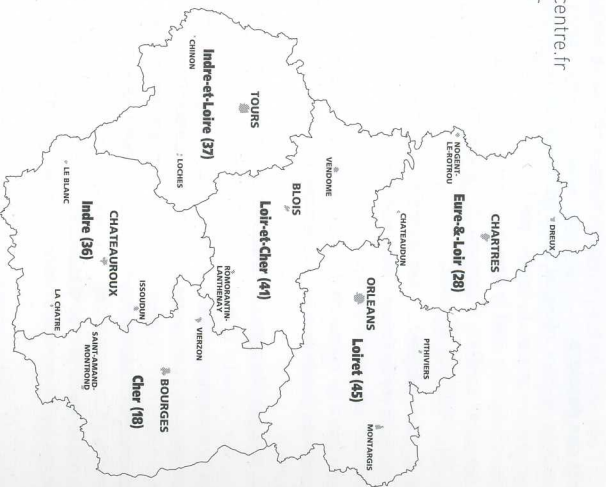 centre.fr
DREUX
CHARTRES
Eure-&-Loir (28)
NOGENT-
LE-ROTROU
CHATEAUDUN
PITHIVIERS
ORLEANS
Loiret (45)
MONTARGIS
VENDOME
BLOIS
Loir-et-Cher (41)
ROMORANTIN-
LANTHENAY
TOURS
Indre-et-Loire (37)
CHINON
LOCHES
VIERZON
BOURGES
Cher (18)
SAINT-AMAND-
MONTROND
ISSOUDUN
CHATEAUROUX
Indre (36)
LE BLANC
LA CHATRE